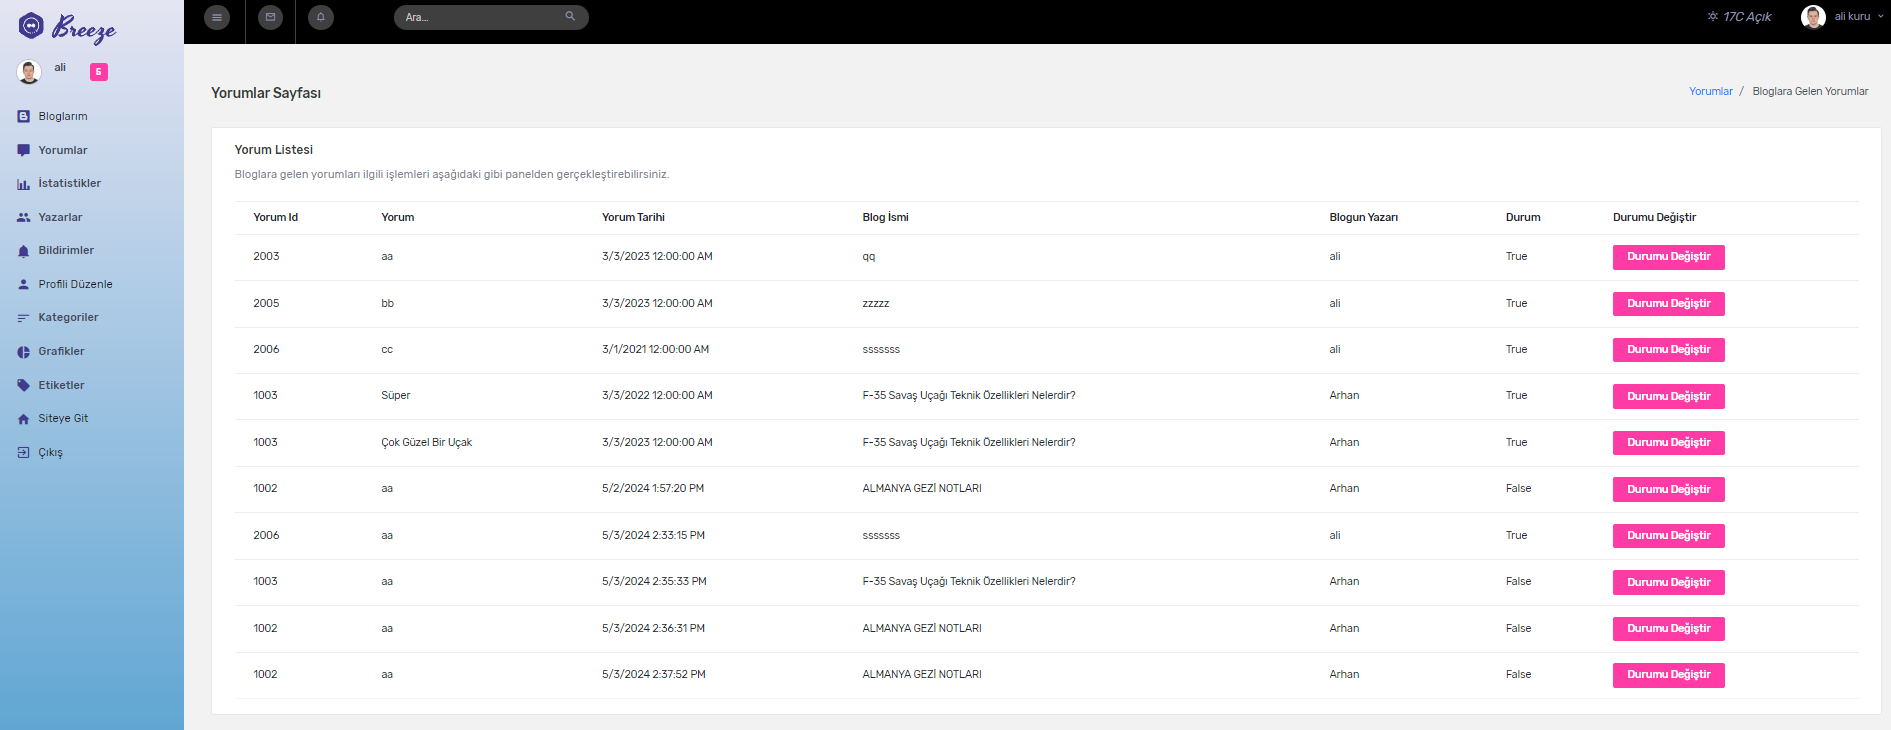 Breeze
Ara...
17C Açık
ali kuru
ali
Bloglarım
Yorumlar
İstatistikler
Yazarlar
Bildirimler
Profili Düzenle
Kategoriler
Grafikler
Etiketler
Siteye Git
Çıkış
Yorumlar Sayfası
Yorumlar / Bloglara Gelen Yorumlar
Yorum Listesi
Bloglara gelen yorumları ilgili işlemleri aşağıdaki gibi panelden gerçekleştirebilirsiniz.
Yorum Id Yorum Yorum Tarihi Blog İsmi Blogun Yazarı Durum Durumu Değiştir
2003 aa 3/3/2023 12:00:00 AM qq ali True Durumu Değiştir
2005 bb 3/3/2023 12:00:00 AM zzzzz ali True Durumu Değiştir
2006 cc 3/1/2021 12:00:00 AM sssssss ali True Durumu Değiştir
1003 Süper 3/3/2022 12:00:00 AM F-35 Savaş Uçağı Teknik Özellikleri Nelerdir? Arhan True Durumu Değiştir
1003 Çok Güzel Bir Uçak 3/3/2023 12:00:00 AM F-35 Savaş Uçağı Teknik Özellikleri Nelerdir? Arhan True Durumu Değiştir
1002 aa 5/2/2024 1:57:20 PM ALMANYA GEZİ NOTLARI Arhan False Durumu Değiştir
2006 aa 5/3/2024 2:33:15 PM sssssss ali True Durumu Değiştir
1003 aa 5/3/2024 2:35:33 PM F-35 Savaş Uçağı Teknik Özellikleri Nelerdir? Arhan False Durumu Değiştir
1002 aa 5/3/2024 2:36:31 PM ALMANYA GEZİ NOTLARI Arhan False Durumu Değiştir
1002 aa 5/3/2024 2:37:52 PM ALMANYA GEZİ NOTLARI Arhan False Durumu Değiştir